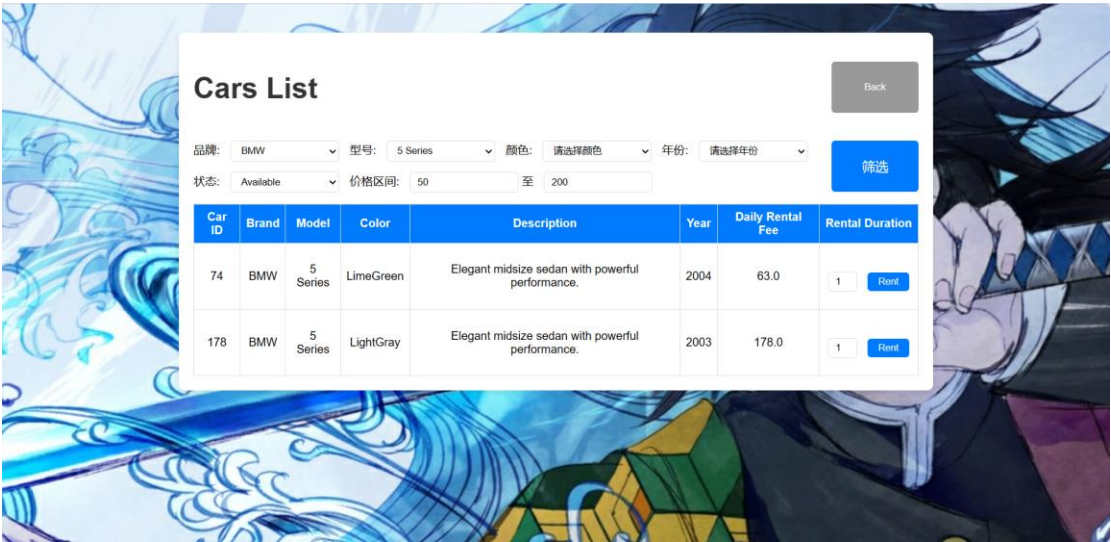 Cars List
Back
品牌: BMW 型号: 5 Series 颜色: 请选择颜色 年份: 请选择年份
筛选
状态: Available 价格区间: 50 至 200
Car ID Brand Model Color Description Year Daily Rental Fee Rental Duration
74 BMW 5 Series LimeGreen Elegant midsize sedan with powerful performance. 2004 63.0 1 Rent
178 BMW 5 Series LightGray Elegant midsize sedan with powerful performance. 2003 178.0 1 Rent